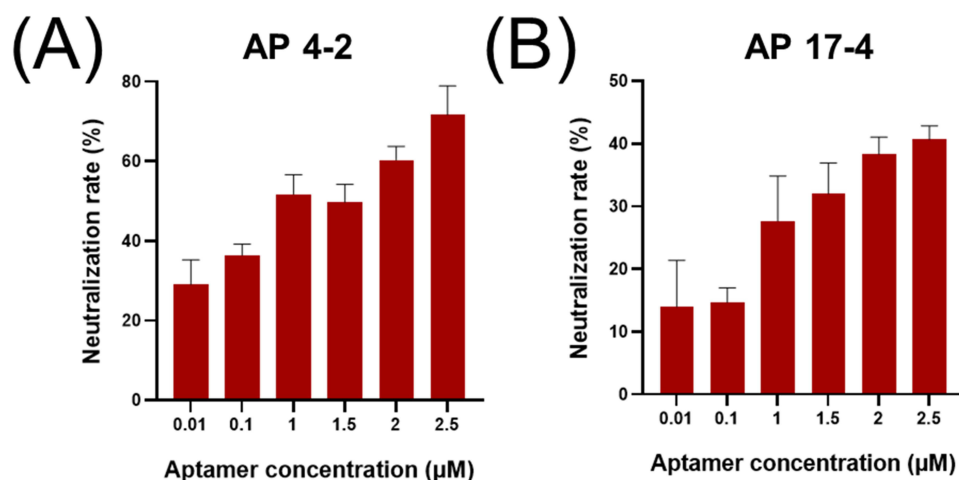 (A)
AP 4-2
Neutralization rate (%)
80
60
40
20
0
0.01 0.1 1 1.5 2 2.5
Aptamer concentration (µM)
(B)
AP 17-4
Neutralization rate (%)
50
40
30
20
10
0
0.01 0.1 1 1.5 2 2.5
Aptamer concentration (µM)